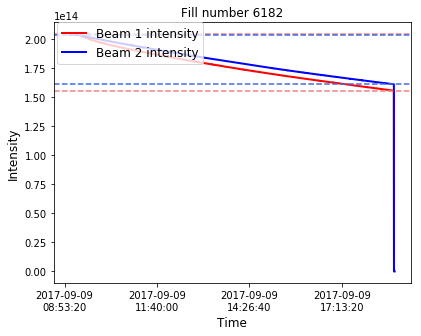 Fill number 6182
1e14
Beam 1 intensity
Beam 2 intensity
2.00
1.75
1.50
1.25
1.00
0.75
0.50
0.25
0.00
Intensity
2017-09-09 2017-09-09 2017-09-09 2017-09-09
08:53:20 11:40:00 14:26:40 17:13:20
Time